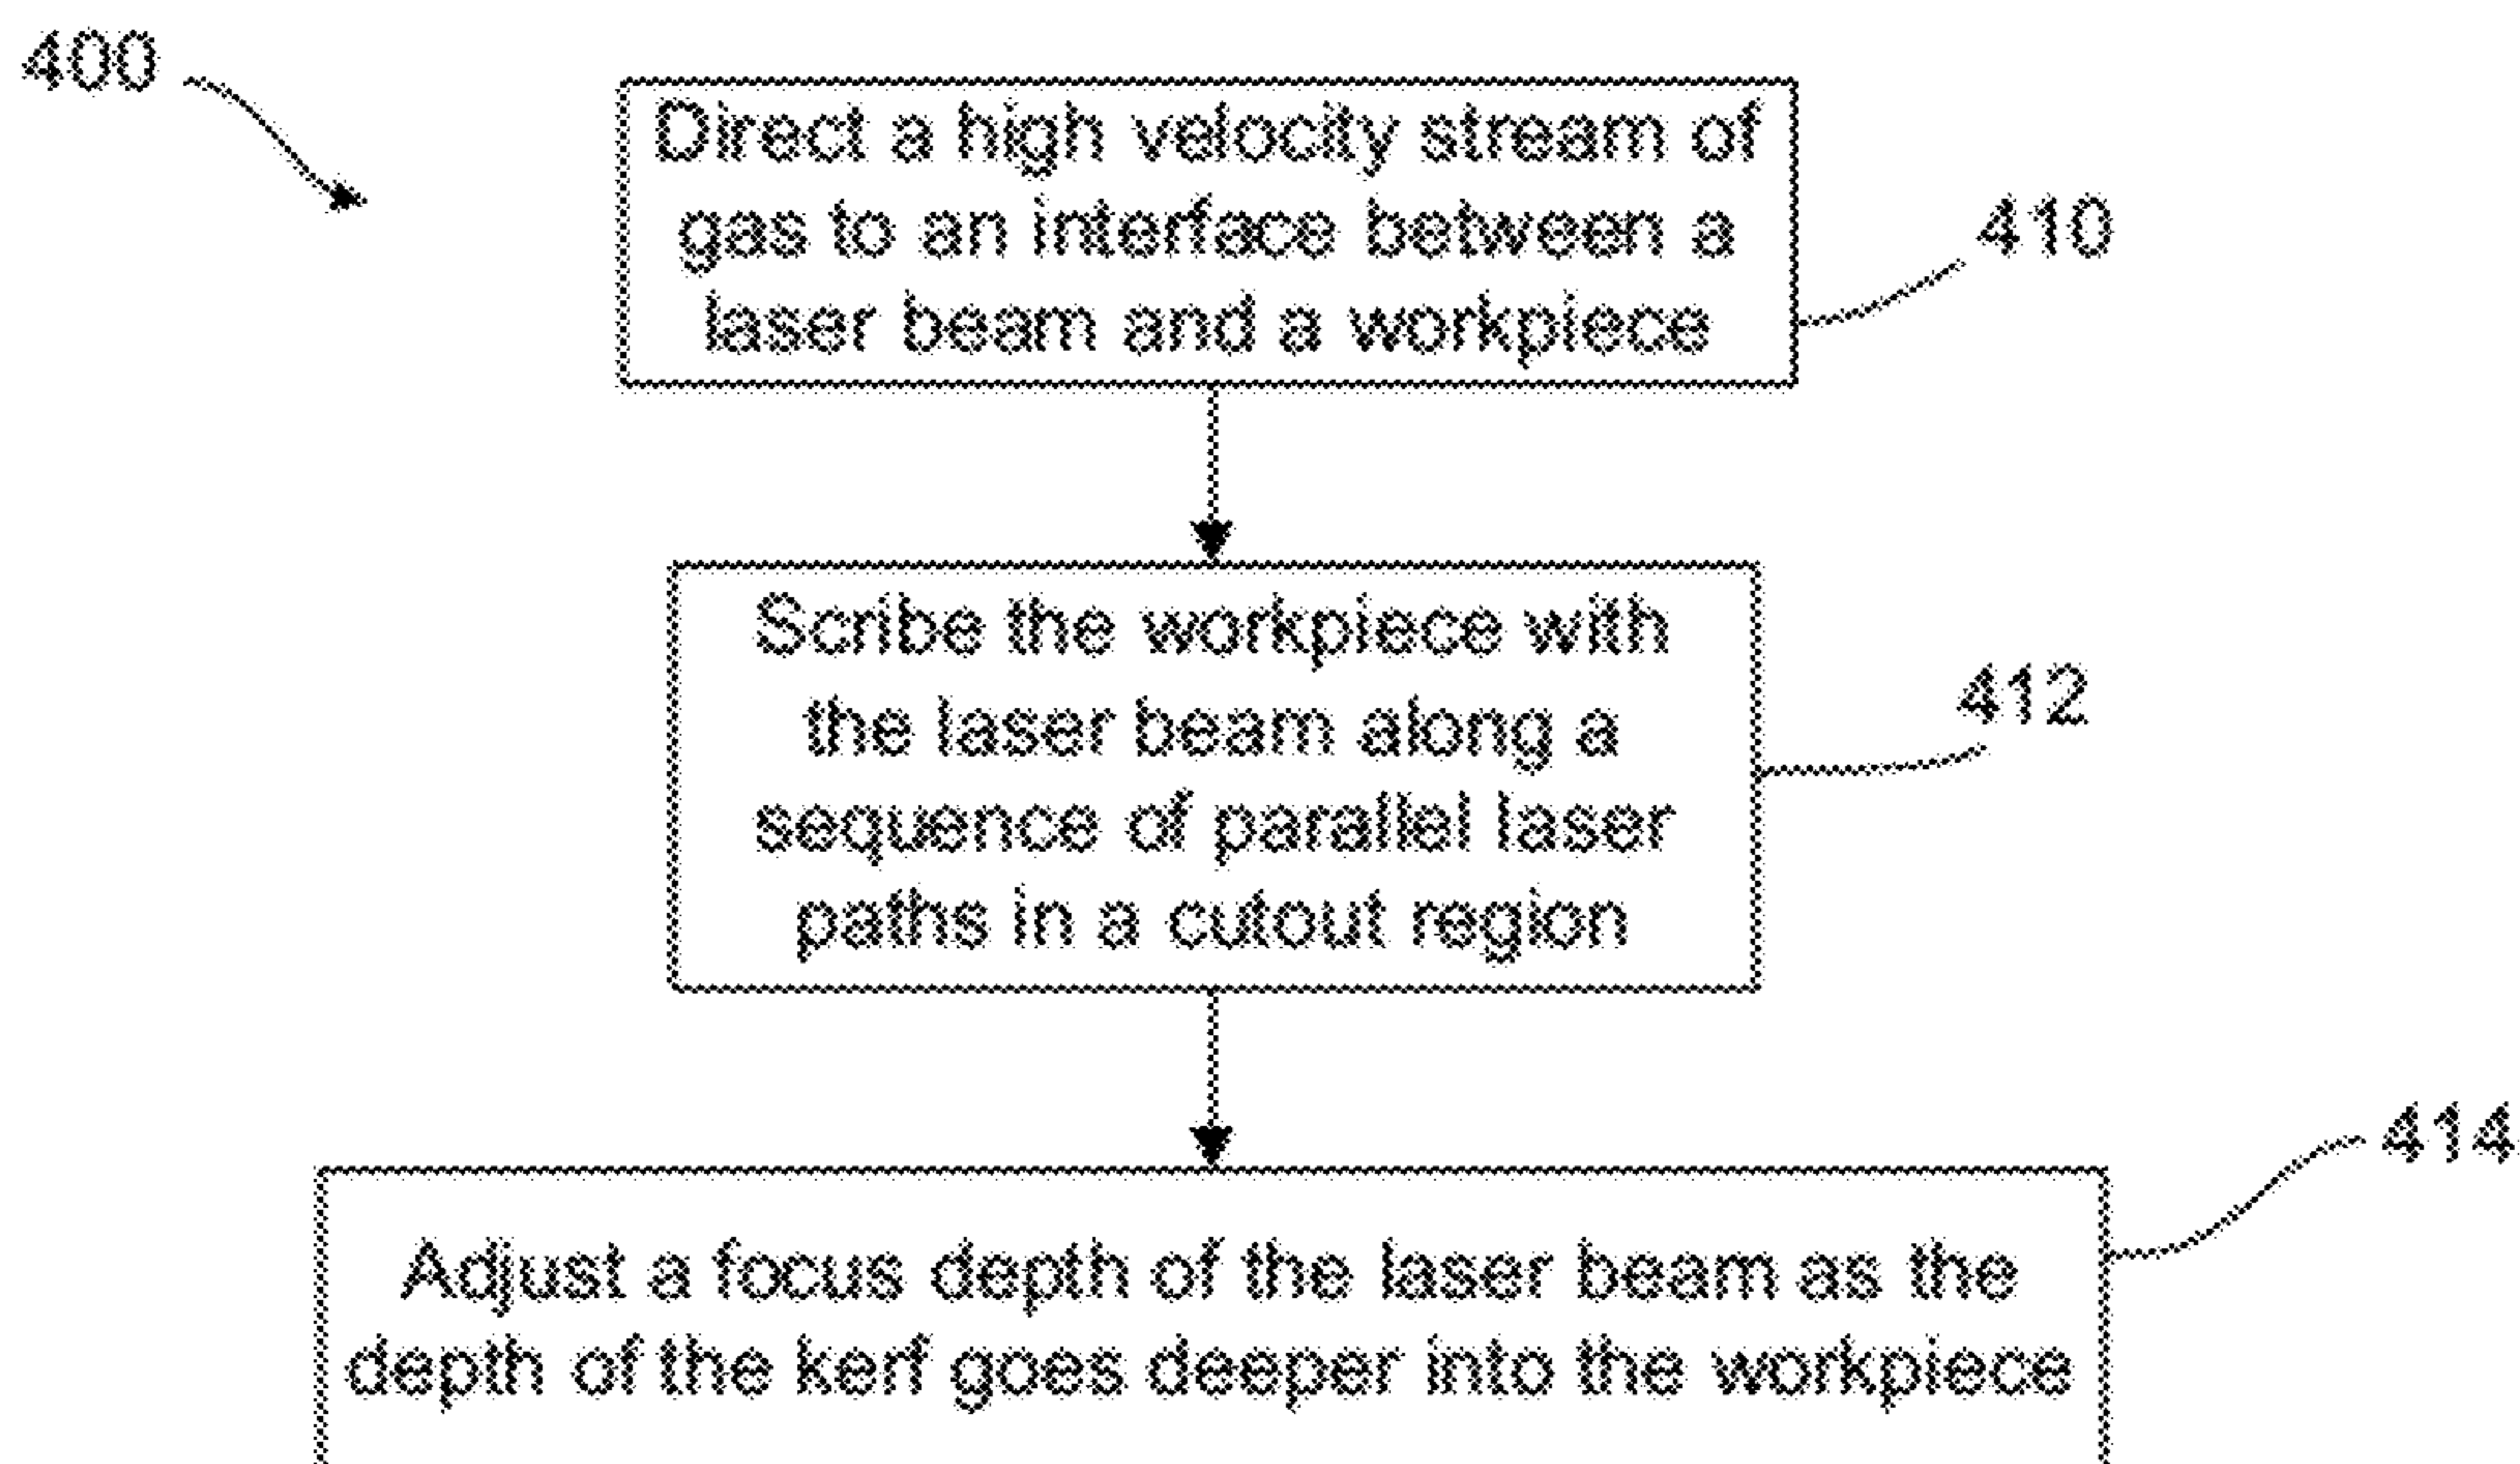 400
Direct a high velocity stream of
gas to an interface between a
laser beam and a workpiece
410
Scribe the workpiece with
the laser beam along a
sequence of parallel laser
paths in a cutout region
412
414
Adjust a focus depth of the laser beam as the
depth of the kerf goes deeper into the workpiece